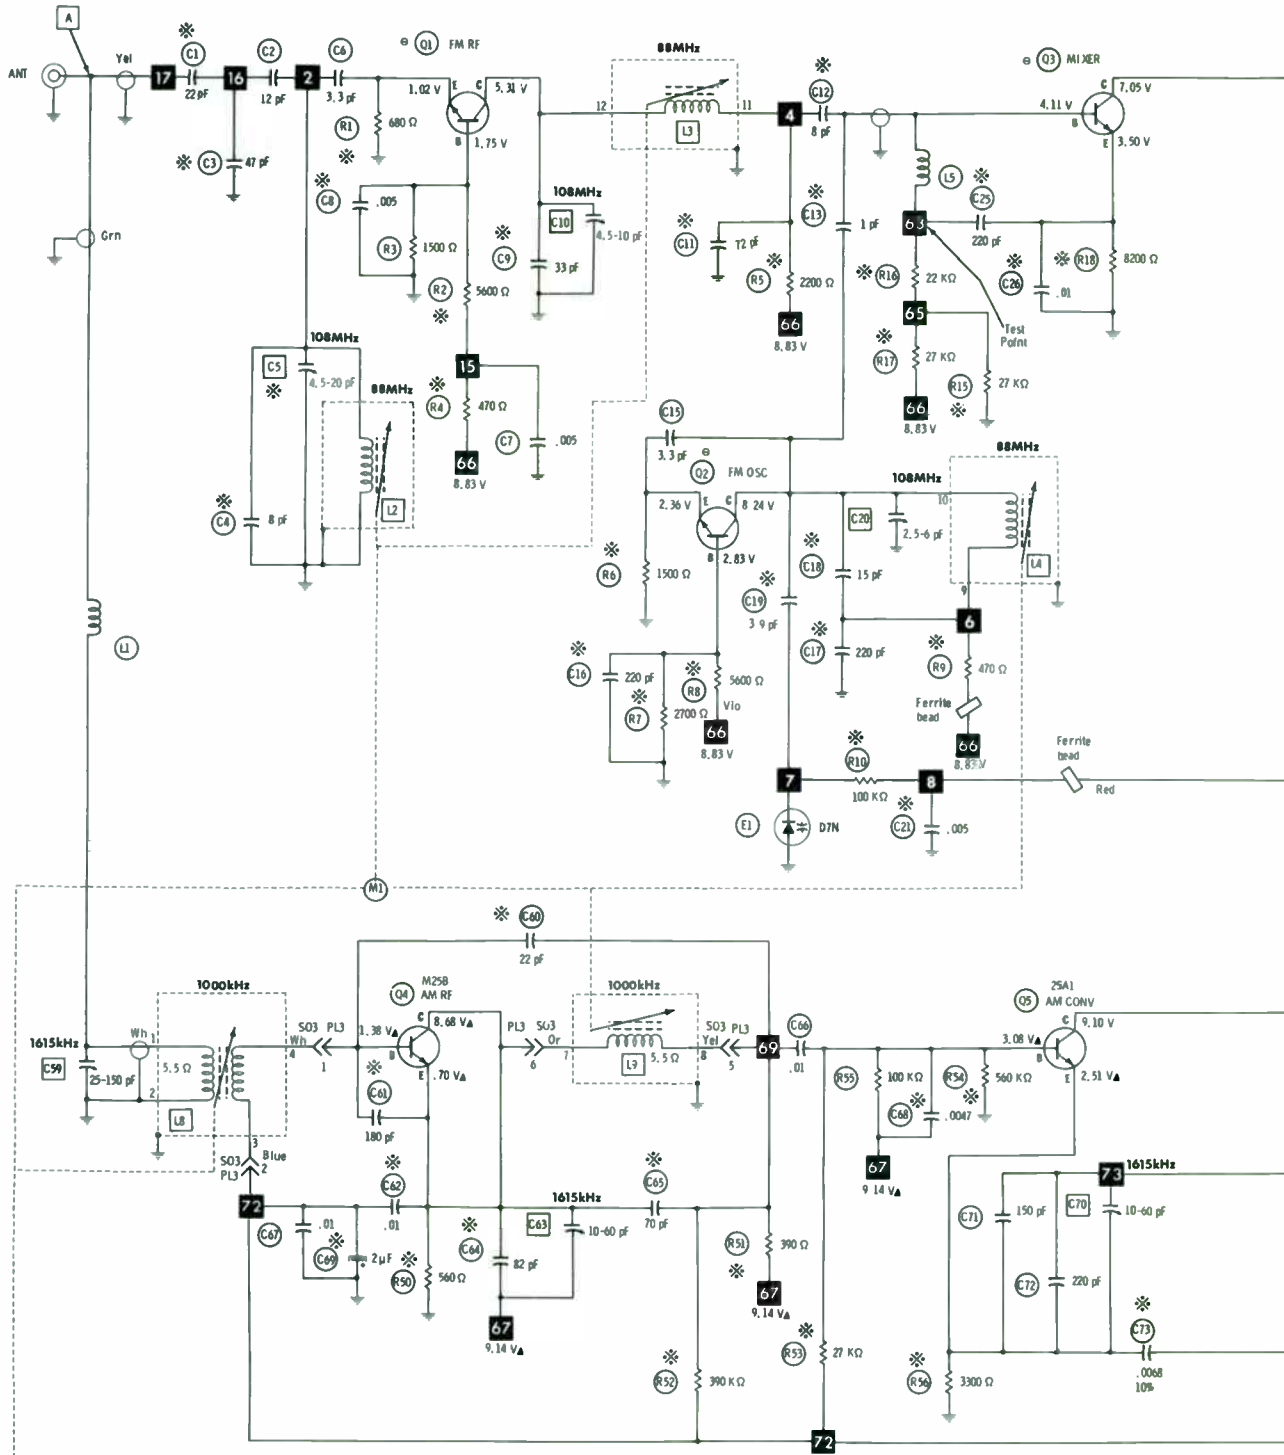 A
ANT
Yel
17
C1
22 pF
16
C2
12 pF
2
C6
3.3 pF
C3
47 pF
Q1 FM RF
1.02 V
E
C
5.31 V
B
1.75 V
R1
680 Ω
C8
.005
R3
1500 Ω
R2
5600 Ω
15
R4
470 Ω
66
8.83 V
C7
.005
C9
33 pF
108MHz
C10
4.5-10 pF
88MHz
12
11
L3
4
C12
8 pF
C11
72 pF
R5
2200 Ω
66
8.83 V
C13
1 pF
Q3 MIXER
C
7.05 V
4.11 V
B
E
3.50 V
L5
C25
220 pF
63
R16
22 KΩ
65
R17
27 KΩ
66
8.83 V
R15
27 KΩ
Test
Point
C26
.01
R18
8200 Ω
Grn
108MHz
C5
4.5-20 pF
88MHz
L2
C4
8 pF
C15
3.3 pF
Q2
FM OSC
2.36 V
E
C
8 24 V
B
2.83 V
R6
1500 Ω
C16
220 pF
R7
2700 Ω
R8
5600 Ω
Vio
66
8.83 V
C19
3 9 pF
C18
15 pF
C17
220 pF
108MHz
C20
2.5-6 pF
88MHz
10
L4
9
6
R9
470 Ω
Ferrite
bead
66
8.83 V
7
R10
100 KΩ
8
Ferrite
bead
Red
E1
D7N
C21
.005
L1
M1
C60
22 pF
1000kHz
1615kHz
C59
25-150 pF
Wh
1
5.5 Ω
2
L8
Wh
4
SO3 PL3
1
3
Blue
SO3
PL3
2
72
Q4
M25B
AM RF
C
8.68 V▲
1.38 V▲
B
E
.70 V▲
C61
180 pF
C62
.01
C67
.01
C69
2μF
R50
560 Ω
C64
82 pF
67
9.14 V▲
PL3 SO3
Or
6
7
1000kHz
5.5 Ω
L9
SO3 PL3
Yel
8
5
69
C66
.01
1615kHz
C63
10-60 pF
C65
70 pF
R51
390 Ω
67
9.14 V▲
R52
390 KΩ
R53
27 KΩ
72
R55
100 KΩ
C68
.0047
67
9 14 V▲
R54
560 KΩ
Q5
2SA1
AM CONV
C
9.10 V
3.08 V▲
B
E
2.51 V▲
C71
150 pF
C72
220 pF
C70
10-60 pF
73
1615kHz
C73
.0068
10%
R56
3300 Ω